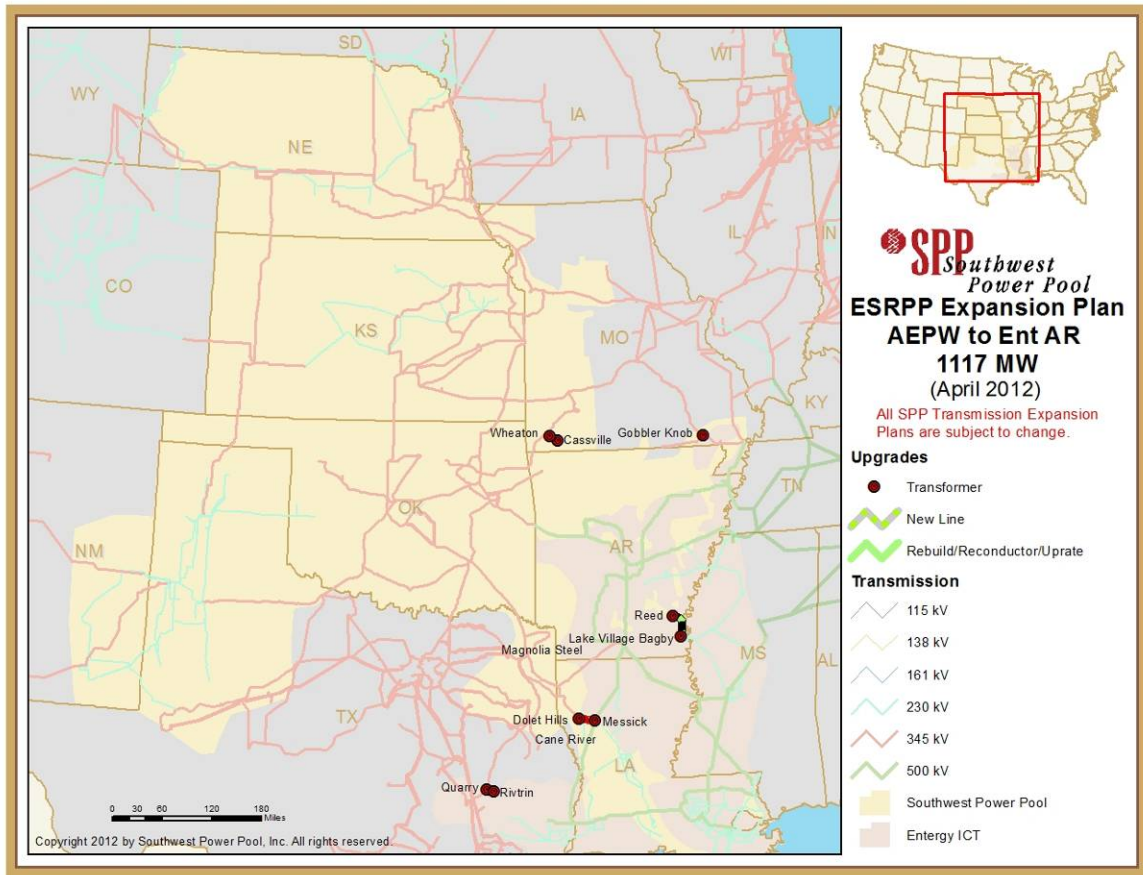 SD
WY
WI
M
IA
NE
IL
IN
CO
KS
MO
KY
Wheaton
Cassville
Gobbler Knob
TN
OK
NM
AR
Reed
Lake Village Bagby
Magnolia Steel
MS
AL
TX
Dolet Hills
Messick
Cane River
LA
Quarry
Rivtrin
0 30 60 120 180
Miles
Copyright 2012 by Southwest Power Pool, Inc. All rights reserved.
SPP
Southwest
Power Pool
ESRPP Expansion Plan
AEPW to Ent AR
1117 MW
(April 2012)
All SPP Transmission Expansion
Plans are subject to change.
Upgrades
Transformer
New Line
Rebuild/Reconductor/Uprate
Transmission
115 kV
138 kV
161 kV
230 kV
345 kV
500 kV
Southwest Power Pool
Entergy ICT